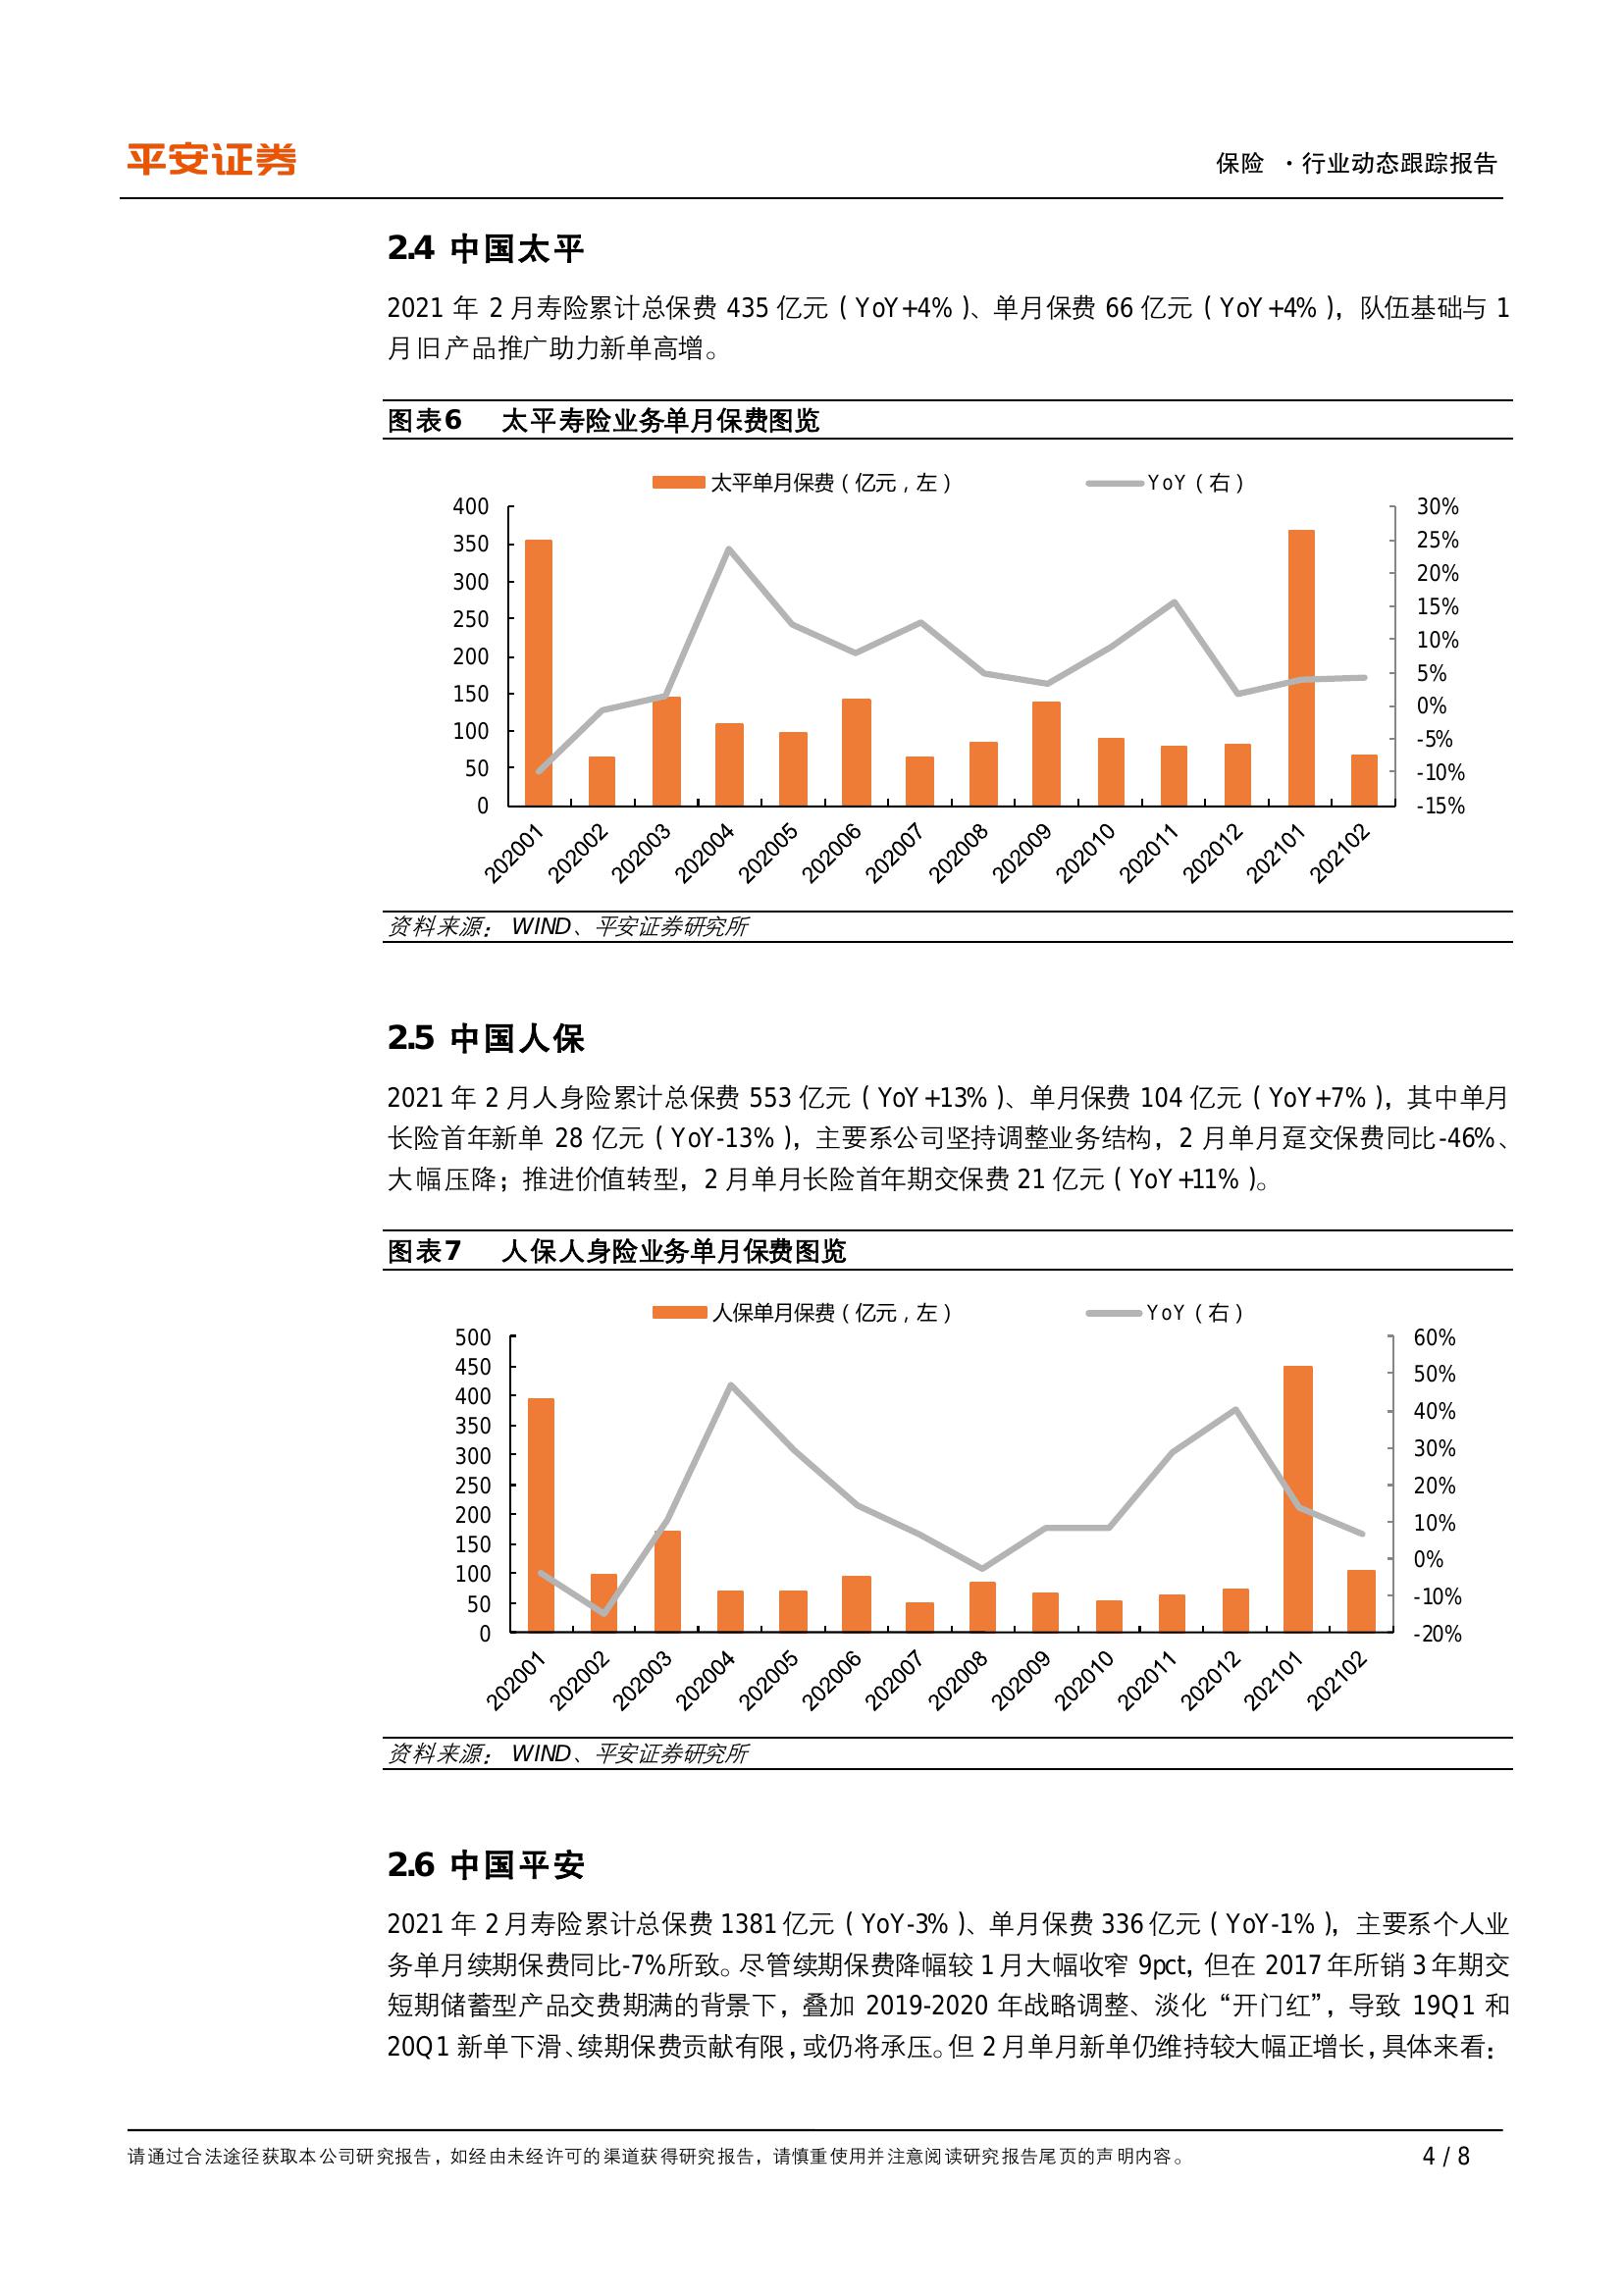 平安证券
保险 ·行业动态跟踪报告
2.4 中国太平
2021 年 2 月寿险累计总保费 435 亿元（YoY+4%）、单月保费 66 亿元（YoY+4%），队伍基础与 1
月旧产品推广助力新单高增。
图表6 太平寿险业务单月保费图览
太平单月保费（亿元，左） YoY（右）
400 30%
350 25%
300 20%
250 15%
200 10%
150 5%
100 0%
50 -5%
0 -10%
-15%
202001 202002 202003 202004 202005 202006 202007 202008 202009 202010 202011 202012 202101 202102
资料来源： WIND、平安证券研究所
2.5 中国人保
2021 年 2 月人身险累计总保费 553 亿元（YoY+13%）、单月保费 104 亿元（YoY+7%），其中单月
长险首年新单 28 亿元（YoY-13%），主要系公司坚持调整业务结构，2 月单月趸交保费同比-46%、
大幅压降；推进价值转型，2 月单月长险首年期交保费 21 亿元（YoY+11%）。
图表7 人保人身险业务单月保费图览
人保单月保费（亿元，左） YoY（右）
500 60%
450 50%
400 40%
350 30%
300 20%
250 10%
200 0%
150 -10%
100 -20%
50
0
202001 202002 202003 202004 202005 202006 202007 202008 202009 202010 202011 202012 202101 202102
资料来源： WIND、平安证券研究所
2.6 中国平安
2021 年 2 月寿险累计总保费 1381 亿元（YoY-3%）、单月保费 336 亿元（YoY-1%），主要系个人业
务单月续期保费同比-7%所致。尽管续期保费降幅较 1 月大幅收窄 9pct，但在 2017 年所销 3 年期交
短期储蓄型产品交费期满的背景下，叠加 2019-2020 年战略调整、淡化“开门红”，导致 19Q1 和
20Q1 新单下滑、续期保费贡献有限，或仍将承压。但 2 月单月新单仍维持较大幅正增长，具体来看：
请通过合法途径获取本公司研究报告，如经由未经许可的渠道获得研究报告，请慎重使用并注意阅读研究报告尾页的声明内容。 4 / 8